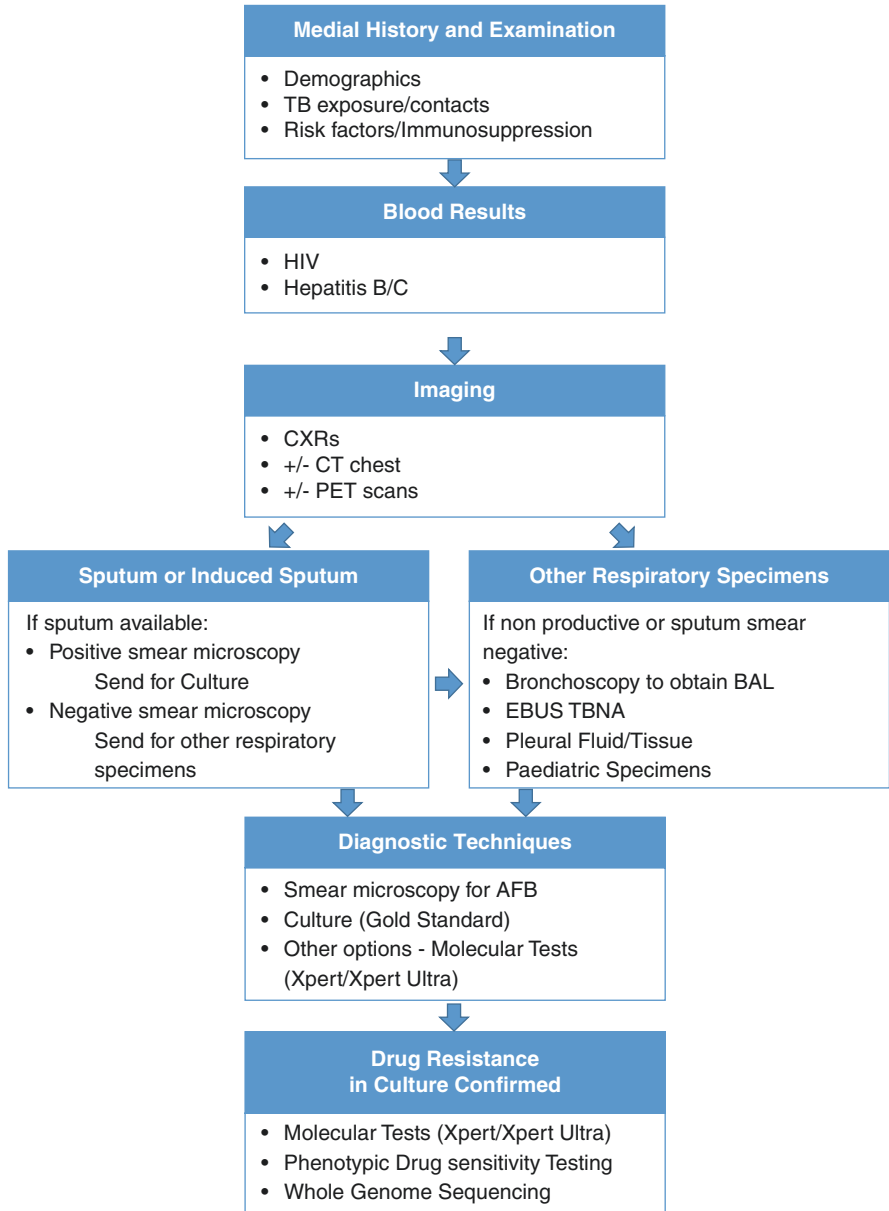 Medial History and Examination
• Demographics
• TB exposure/contacts
• Risk factors/Immunosuppression
Blood Results
• HIV
• Hepatitis B/C
Imaging
• CXRs
• +/- CT chest
• +/- PET scans
Sputum or Induced Sputum
If sputum available:
• Positive smear microscopy
Send for Culture
• Negative smear microscopy
Send for other respiratory
specimens
Other Respiratory Specimens
If non productive or sputum smear
negative:
• Bronchoscopy to obtain BAL
• EBUS TBNA
• Pleural Fluid/Tissue
• Paediatric Specimens
Diagnostic Techniques
• Smear microscopy for AFB
• Culture (Gold Standard)
• Other options - Molecular Tests
(Xpert/Xpert Ultra)
Drug Resistance
in Culture Confirmed
• Molecular Tests (Xpert/Xpert Ultra)
• Phenotypic Drug sensitivity Testing
• Whole Genome Sequencing